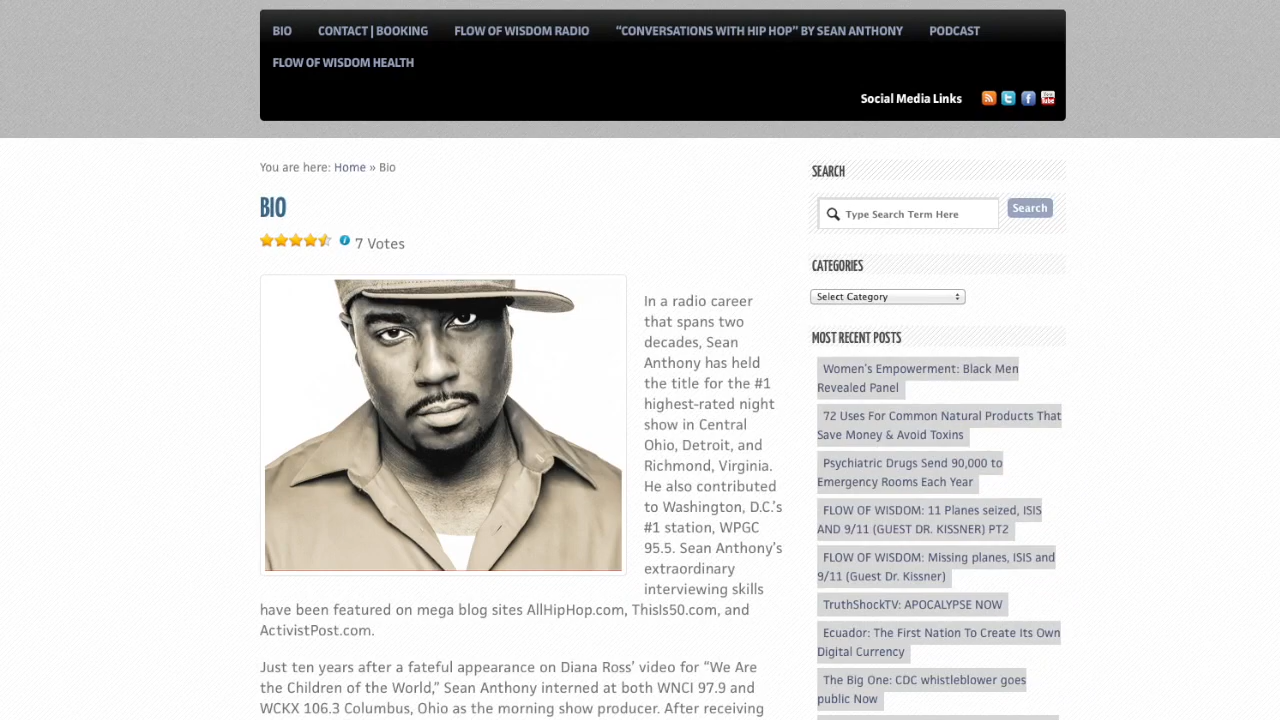 BIO CONTACT | BOOKING FLOW OF WISDOM RADIO “CONVERSATIONS WITH HIP HOP” BY SEAN ANTHONY PODCAST
FLOW OF WISDOM HEALTH
Social Media Links
You are here: Home » Bio
BIO
7 Votes
In a radio career
that spans two
decades, Sean
Anthony has held
the title for the #1
highest-rated night
show in Central
Ohio, Detroit, and
Richmond, Virginia.
He also contributed
to Washington, D.C.’s
#1 station, WPGC
95.5. Sean Anthony’s
extraordinary
interviewing skills
have been featured on mega blog sites AllHipHop.com, ThisIs50.com, and
ActivistPost.com.
Just ten years after a fateful appearance on Diana Ross’ video for “We Are
the Children of the World,” Sean Anthony interned at both WNCI 97.9 and
WCKX 106.3 Columbus, Ohio as the morning show producer. After receiving
SEARCH
Type Search Term Here Search
CATEGORIES
Select Category
MOST RECENT POSTS
Women’s Empowerment: Black Men
Revealed Panel
72 Uses For Common Natural Products That
Save Money & Avoid Toxins
Psychiatric Drugs Send 90,000 to
Emergency Rooms Each Year
FLOW OF WISDOM: 11 Planes seized, ISIS
AND 9/11 (GUEST DR. KISSNER) PT2
FLOW OF WISDOM: Missing planes, ISIS and
9/11 (Guest Dr. Kissner)
TruthShockTV: APOCALYPSE NOW
Ecuador: The First Nation To Create Its Own
Digital Currency
The Big One: CDC whistleblower goes
public Now